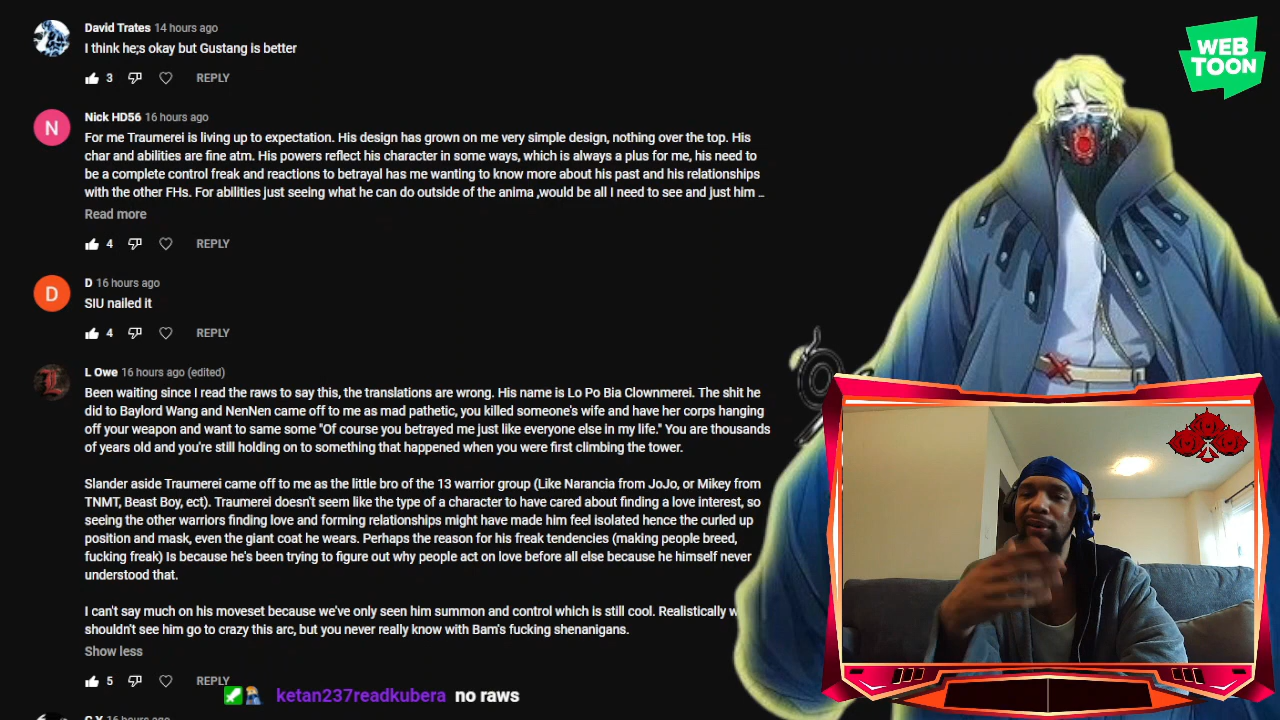 David Trates 14 hours ago
I think he;s okay but Gustang is better
3 REPLY
N
Nick HD56 16 hours ago
For me Traumerei is living up to expectation. His design has grown on me very simple design, nothing over the top. His
char and abilities are fine atm. His powers reflect his character in some ways, which is always a plus for me, his need to
be a complete control freak and reactions to betrayal has me wanting to know more about his past and his relationships
with the other FHs. For abilities just seeing what he can do outside of the anima ,would be all I need to see and just him ...
Read more
4 REPLY
D
D 16 hours ago
SIU nailed it
4 REPLY
L Owe 16 hours ago (edited)
Been waiting since I read the raws to say this, the translations are wrong. His name is Lo Po Bia Clownmerei. The shit he
did to Baylord Wang and NenNen came off to me as mad pathetic, you killed someone's wife and have her corps hanging
off your weapon and want to same some "Of course you betrayed me just like everyone else in my life." You are thousands
of years old and you're still holding on to something that happened when you were first climbing the tower.
Slander aside Traumerei came off to me as the little bro of the 13 warrior group (Like Narancia from JoJo, or Mikey from
TNMT, Beast Boy, ect). Traumerei doesn't seem like the type of a character to have cared about finding a love interest, so
seeing the other warriors finding love and forming relationships might have made him feel isolated hence the curled up
position and mask, even the giant coat he wears. Perhaps the reason for his freak tendencies (making people breed,
fucking freak) Is because he's been trying to figure out why people act on love before all else because he himself never
understood that.
I can't say much on his moveset because we've only seen him summon and control which is still cool. Realistically w
shouldn't see him go to crazy this arc, but you never really know with Bam's fucking shenanigans.
Show less
5 REPLY
ketan237readkubera no raws
WEB
TOON